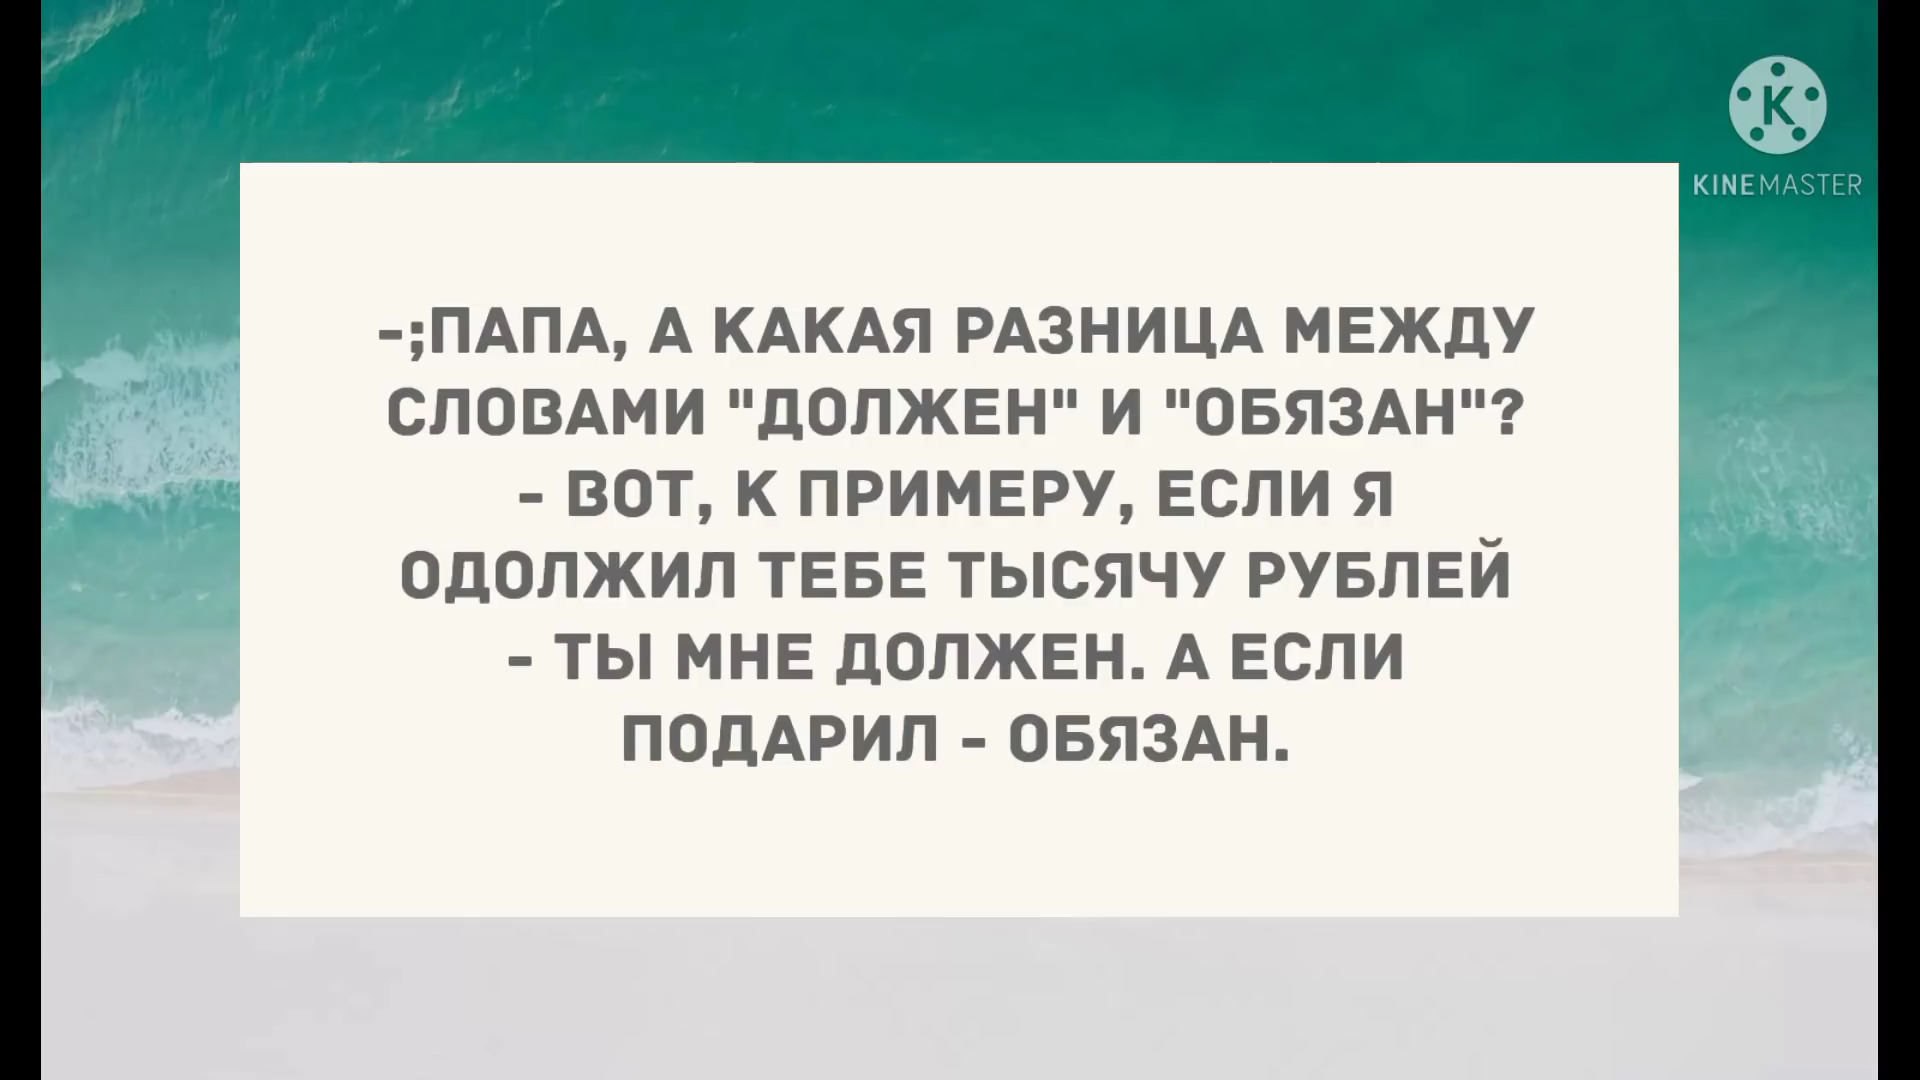 -;ПАПА, А КАКАЯ РАЗНИЦА МЕЖДУ
СЛОВАМИ "ДОЛЖЕН" И "ОБЯЗАН"?
- ВОТ, К ПРИМЕРУ, ЕСЛИ Я
ОДОЛЖИЛ ТЕБЕ ТЫСЯЧУ РУБЛЕЙ
- ТЫ МНЕ ДОЛЖЕН. А ЕСЛИ
ПОДАРИЛ - ОБЯЗАН.
K
KINEMASTER